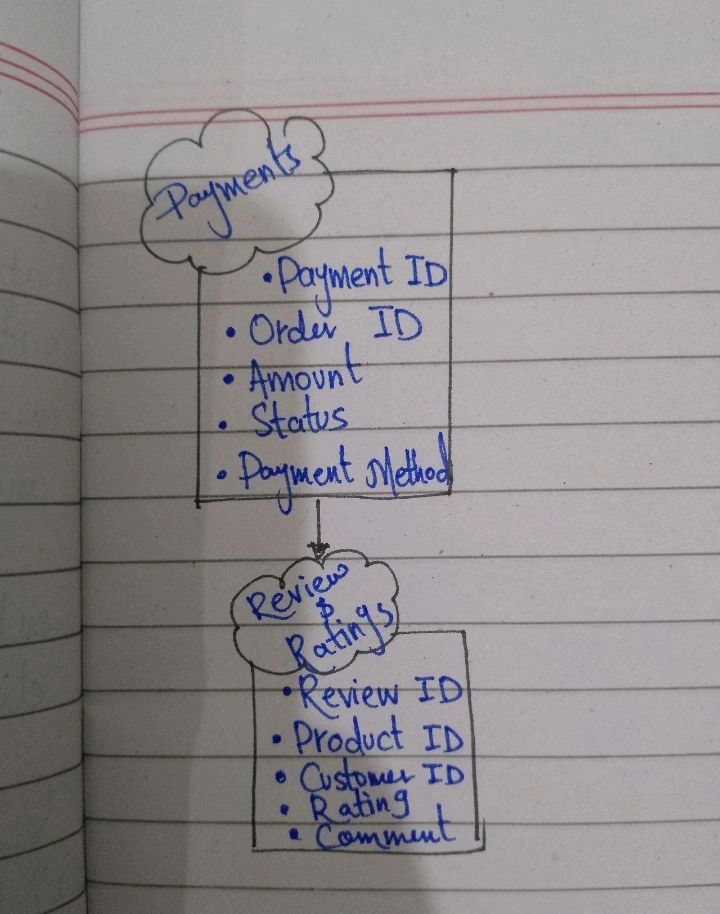 Payments
• Payment ID
• Order ID
• Amount
• Status
• Payment Method
Review
&
Ratings
• Review ID
• Product ID
• Customer ID
• Rating
• Comment